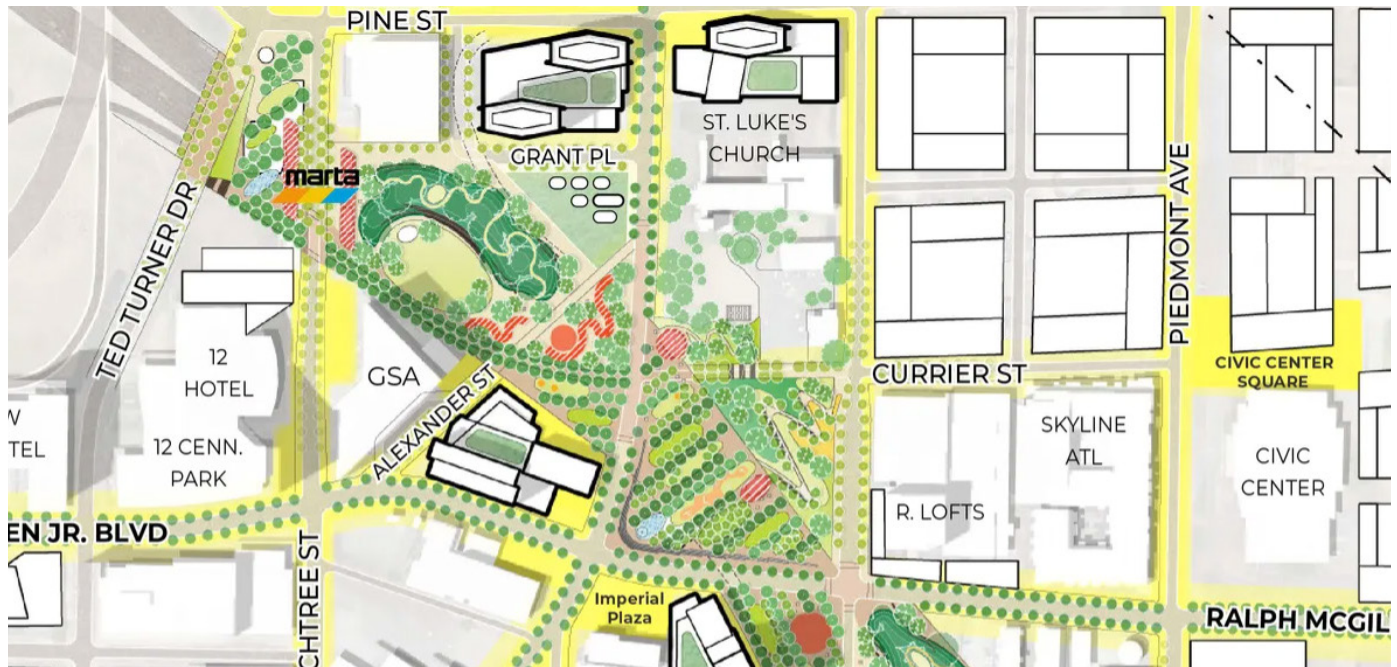 PINE ST
ST. LUKE'S
CHURCH
GRANT PL
marta
TED TURNER DR
PIEDMONT AVE
12
HOTEL
GSA
CURRIER ST
CIVIC CENTER
SQUARE
W
TEL
12 CENN.
PARK
ALEXANDER ST
SKYLINE
ATL
CIVIC
CENTER
R. LOFTS
EN JR. BLVD
CHTREE ST
Imperial
Plaza
RALPH MCGIL